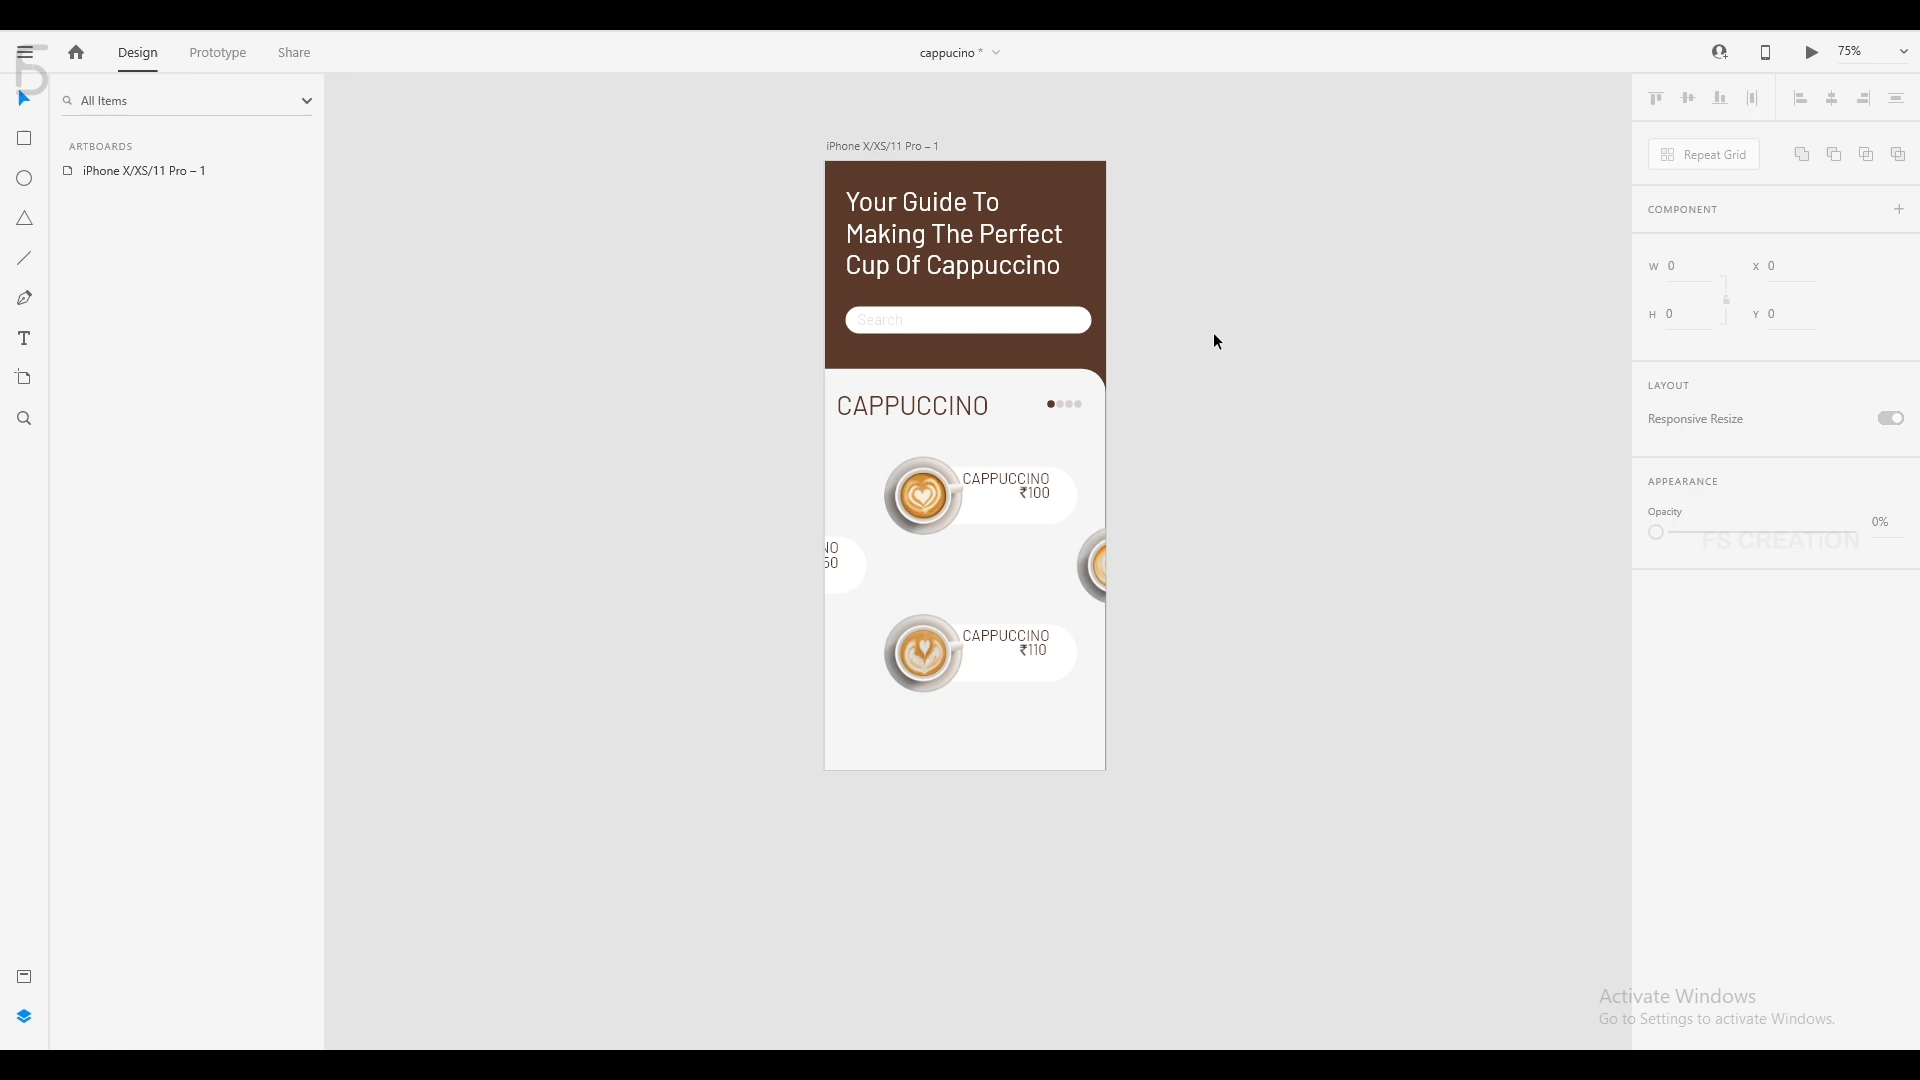 Design
Prototype
Share
cappucino *
75%
All Items
ARTBOARDS
iPhone X/XS/11 Pro – 1
iPhone X/XS/11 Pro – 1
Your Guide To
Making The Perfect
Cup Of Cappuccino
Search
CAPPUCCINO
CAPPUCCINO
₹100
NO
50
CAPPUCCINO
₹110
Repeat Grid
COMPONENT
W 0
X 0
H 0
Y 0
LAYOUT
Responsive Resize
APPEARANCE
Opacity
0%
FS CREATiON
Activate Windows
Go to Settings to activate Windows.